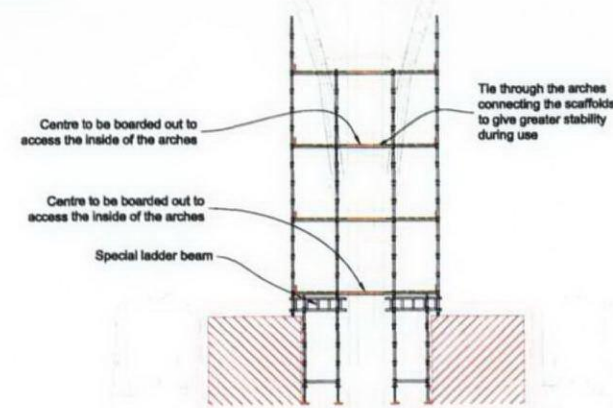 Centre to be boarded out to
access the inside of the arches
Tie through the arches
connecting the scaffolds
to give greater stability
during use
Centre to be boarded out to
access the inside of the arches
Special ladder beam